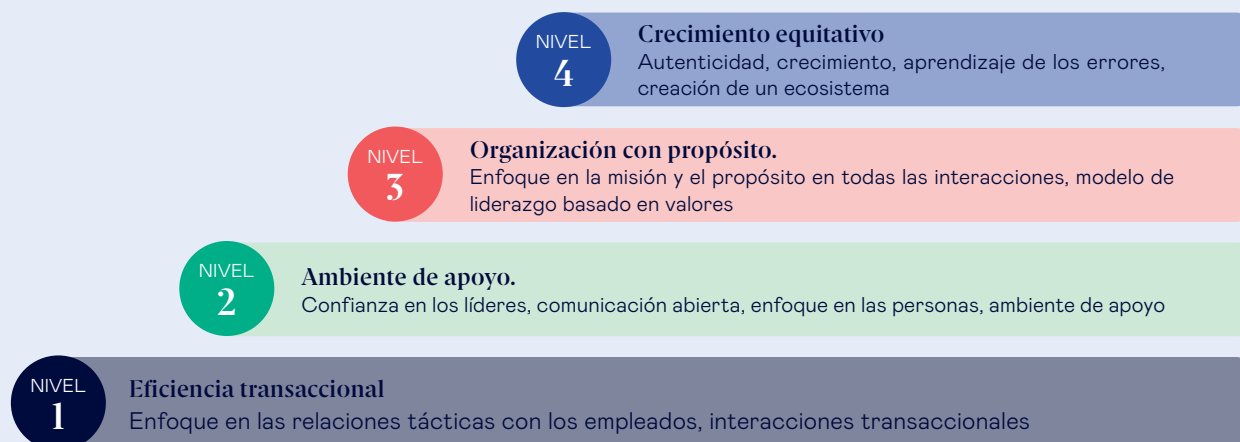 NIVEL
4
Crecimiento equitativo
Autenticidad, crecimiento, aprendizaje de los errores,
creación de un ecosistema
NIVEL
3
Organización con propósito.
Enfoque en la misión y el propósito en todas las interacciones, modelo de
liderazgo basado en valores
NIVEL
2
Ambiente de apoyo.
Confianza en los líderes, comunicación abierta, enfoque en las personas, ambiente de apoyo
NIVEL
1
Eficiencia transaccional
Enfoque en las relaciones tácticas con los empleados, interacciones transaccionales